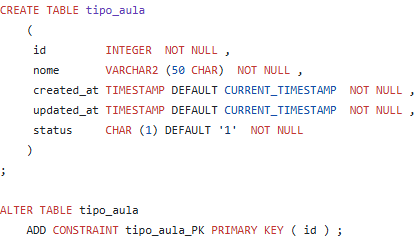 CREATE TABLE tipo_aula
(
id INTEGER NOT NULL ,
nome VARCHAR2 (50 CHAR) NOT NULL ,
created_at TIMESTAMP DEFAULT CURRENT_TIMESTAMP NOT NULL ,
updated_at TIMESTAMP DEFAULT CURRENT_TIMESTAMP NOT NULL ,
status CHAR (1) DEFAULT '1' NOT NULL
)
;
ALTER TABLE tipo_aula
ADD CONSTRAINT tipo_aula_PK PRIMARY KEY ( id ) ;